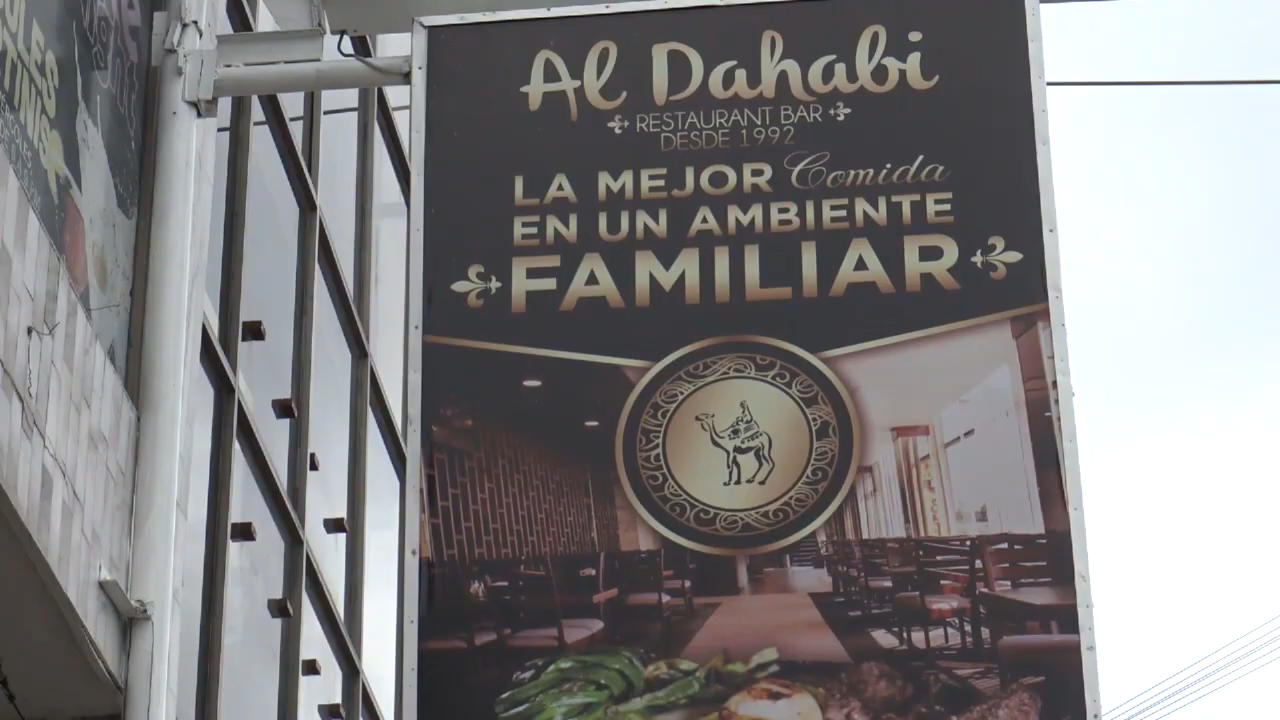 Al Dahabi
RESTAURANT BAR
DESDE 1992
LA MEJOR Comida
EN UN AMBIENTE
FAMILIAR